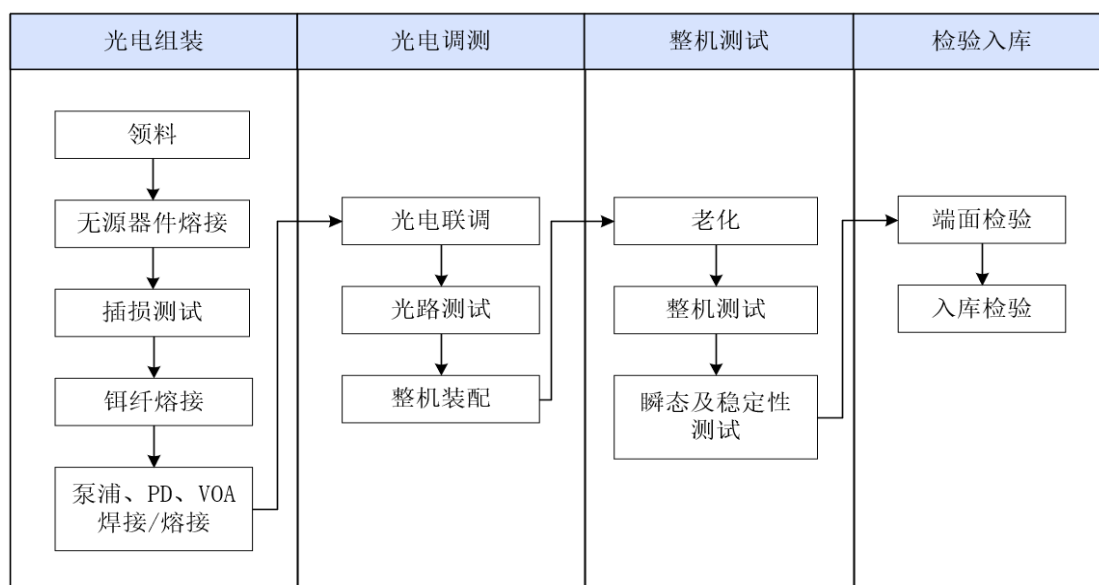 光电组装
光电调测
整机测试
检验入库
领料
无源器件熔接
插损测试
铒纤熔接
泵浦、PD、VOA
焊接/熔接
光电联调
光路测试
整机装配
老化
整机测试
瞬态及稳定性
测试
端面检验
入库检验